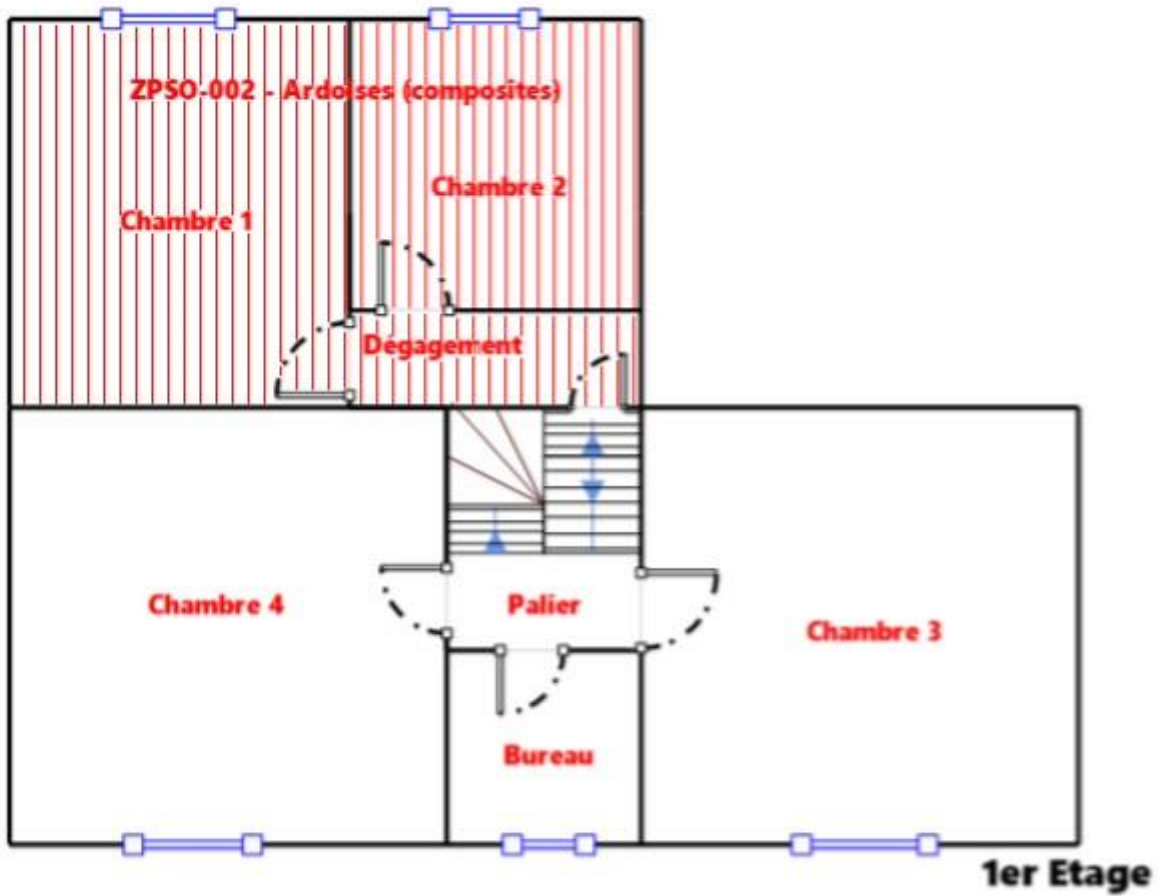 ZPSO-002 - Ardoises (composites)
Chambre 2
Chambre 1
Dégagement
Chambre 4
Palier
Chambre 3
Bureau
1er Etage